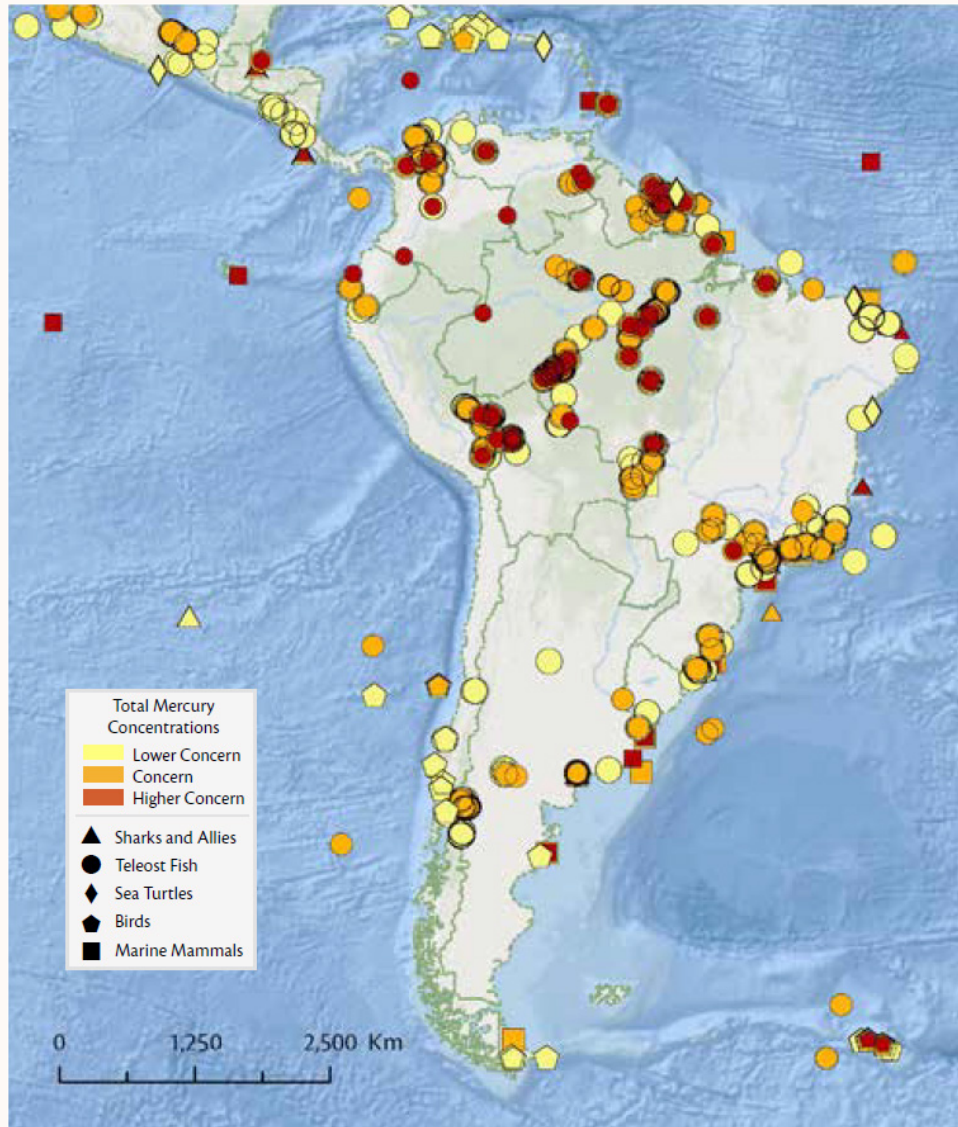 Total Mercury
Concentrations
Lower Concern
Concern
Higher Concern
Sharks and Allies
Teleost Fish
Sea Turtles
Birds
Marine Mammals
0 1,250 2,500 Km